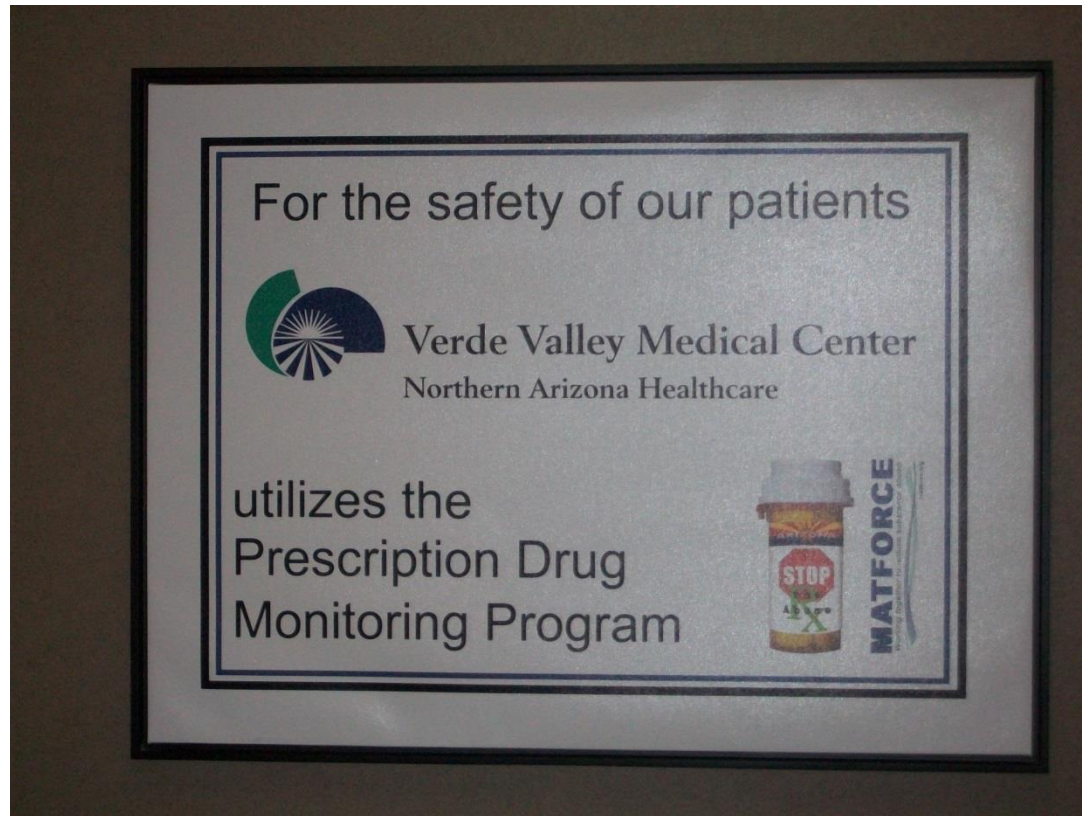 For the safety of our patients
Verde Valley Medical Center
Northern Arizona Healthcare
utilizes the
Prescription Drug
Monitoring Program
STOP
Rx
MATFORCE